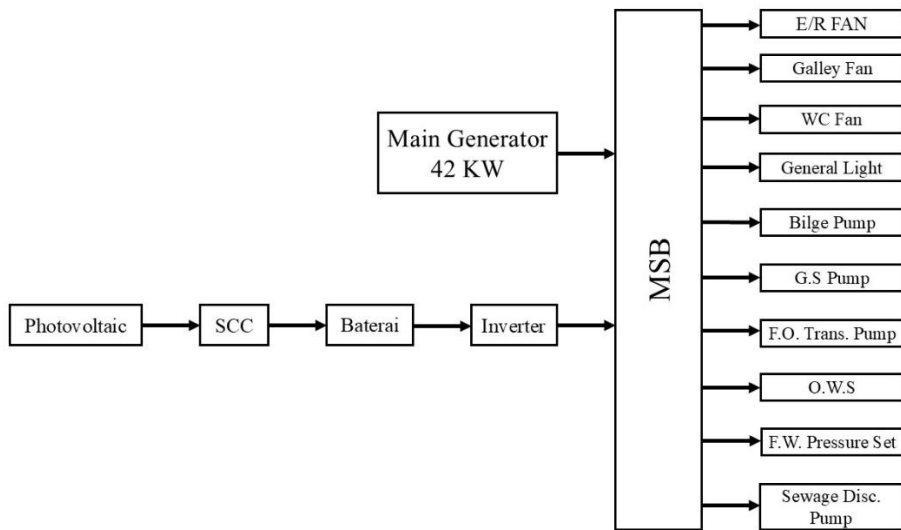 E/R FAN
Galley Fan
WC Fan
Main Generator
42 KW
General Light
Bilge Pump
MSB
G.S Pump
Photovoltaic
SCC
Baterai
Inverter
F.O. Trans. Pump
O.W.S
F.W. Pressure Set
Sewage Disc.
Pump